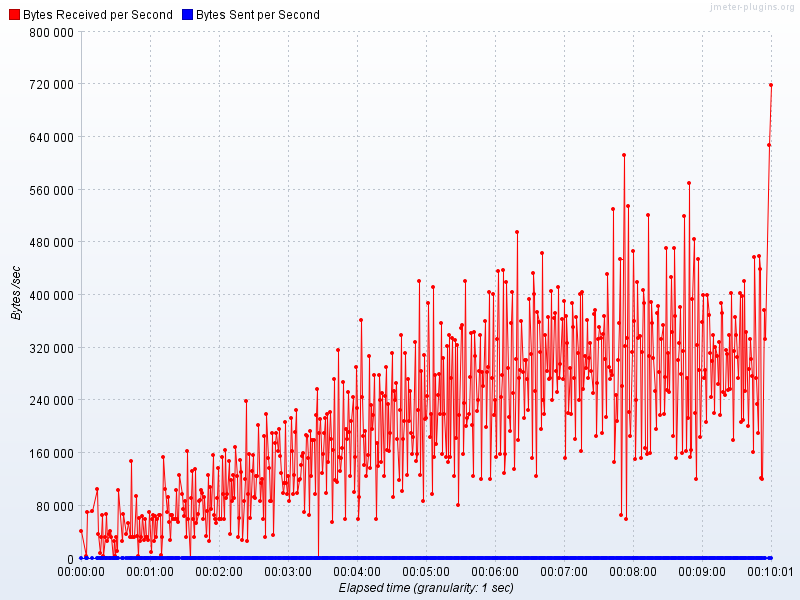 jmeter-plugins.org
Bytes Received per Second Bytes Sent per Second
800 000
720 000
640 000
560 000
480 000
400 000
320 000
240 000
160 000
80 000
0
Bytes /sec
00:00:00 00:01:00 00:02:00 00:03:00 00:04:00 00:05:00 00:06:00 00:07:00 00:08:00 00:09:00 00:10:01
Elapsed time (granularity: 1 sec)